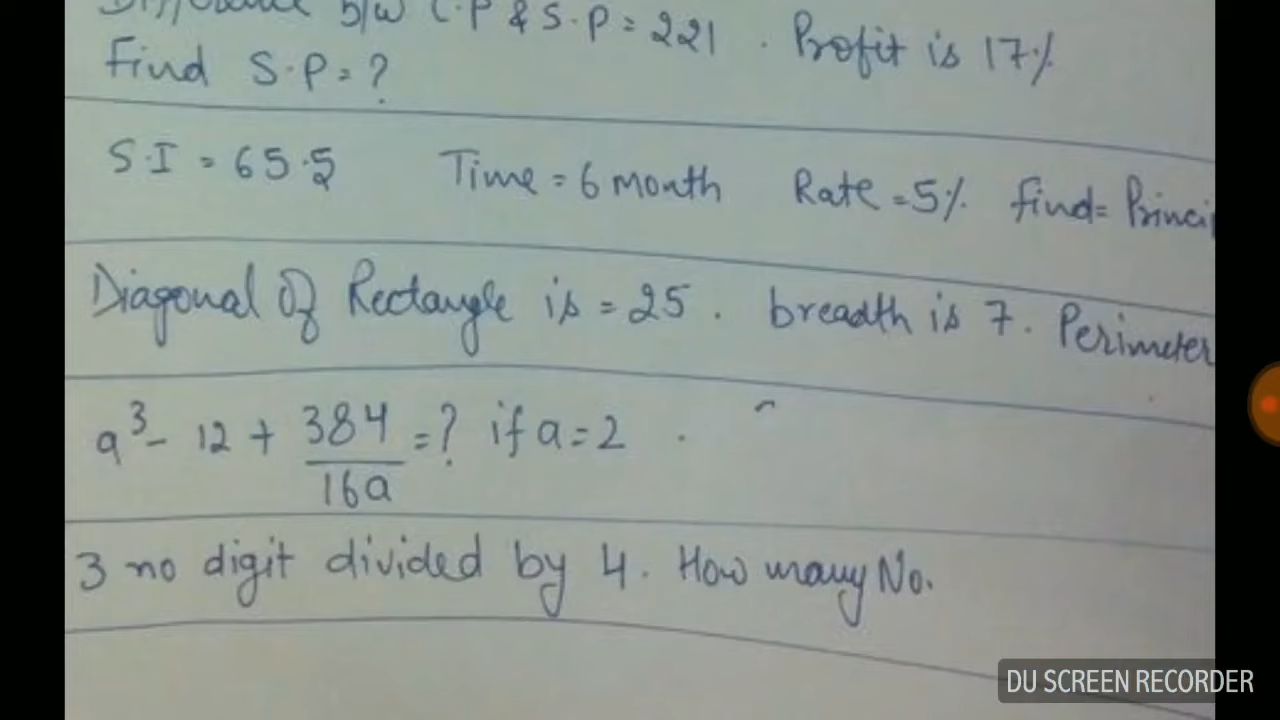 Difference b/w C.P & S.P = 221 . Profit is 17%
Find S.P = ?
S.I = 65.5 Time = 6 month Rate = 5% find = Princi
Diagonal Of Rectangle is = 25 . breadth is 7 . Perimeter
a³ - 12 + 384/16a = ? if a = 2 .
3 no digit divided by 4 . How many No.
DU SCREEN RECORDER